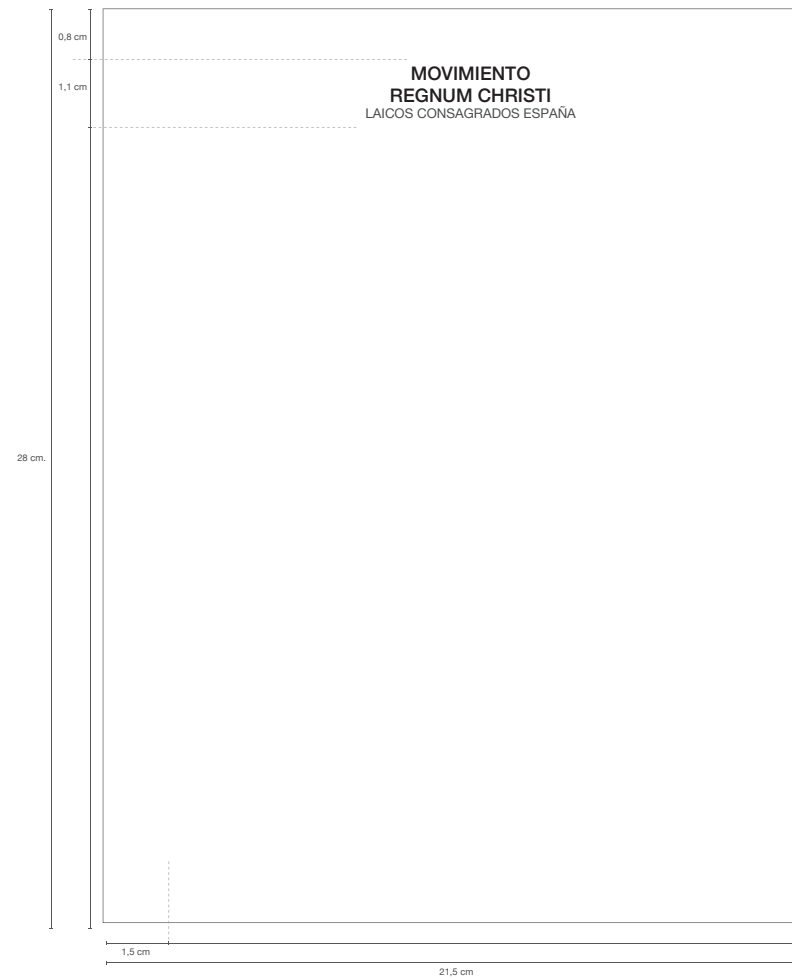 0,8 cm
1,1 cm
MOVIMIENTO
REGNUM CHRISTI
LAICOS CONSAGRADOS ESPAÑA
28 cm.
1,5 cm
21,5 cm